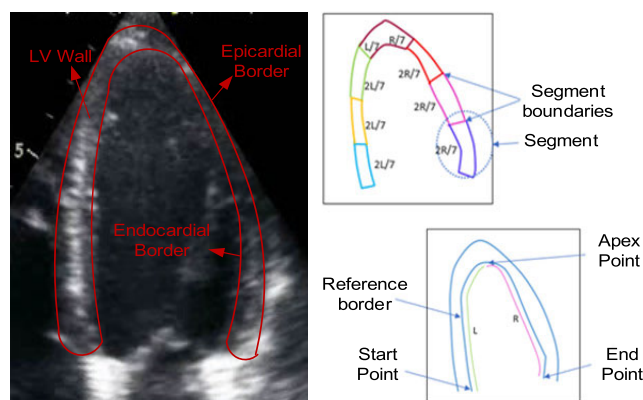 LV Wall
Epicardial
Border
5
Endocardial
Border
L/7
R/7
2L/7
2R/7
2L/7
2R/7
2L/7
2R/7
Segment
boundaries
Segment
Reference
border
Start
Point
L
R
Apex
Point
End
Point